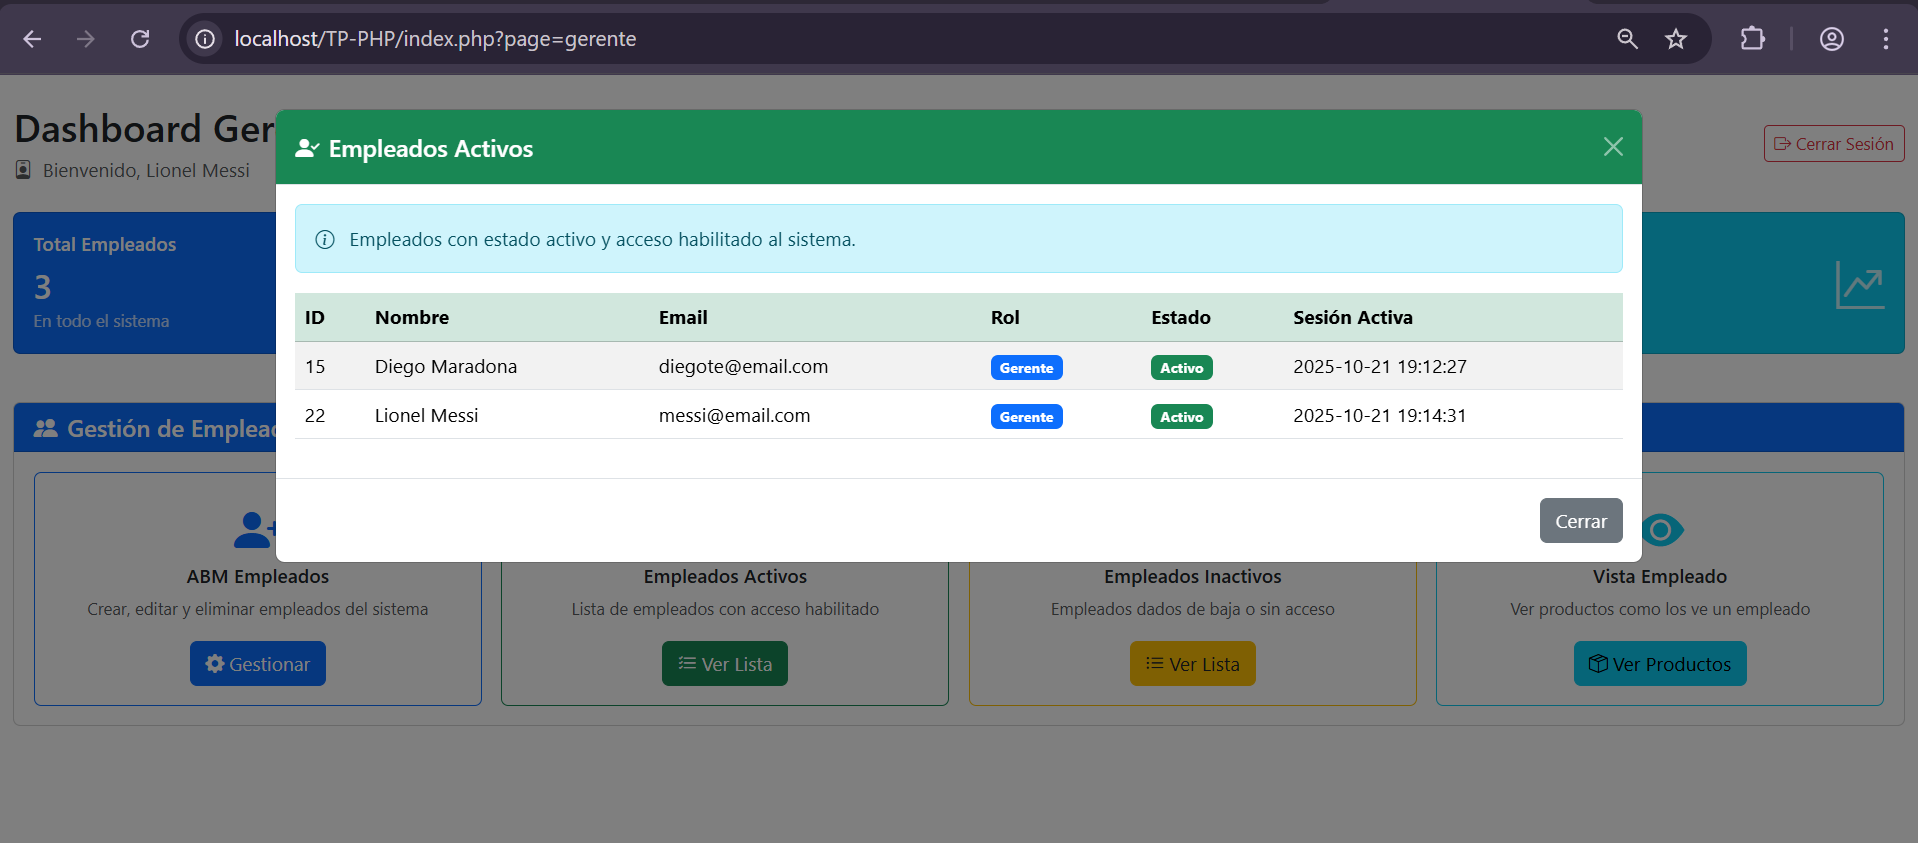 localhost/TP-PHP/index.php?page=gerente
Dashboard Ger
Bienvenido, Lionel Messi
Cerrar Sesión
Total Empleados
3
En todo el sistema
Empleados Activos
Empleados con estado activo y acceso habilitado al sistema.
ID Nombre Email Rol Estado Sesión Activa
15 Diego Maradona diegote@email.com Gerente Activo 2025-10-21 19:12:27
22 Lionel Messi messi@email.com Gerente Activo 2025-10-21 19:14:31
Cerrar
Gestión de Emplead
ABM Empleados
Crear, editar y eliminar empleados del sistema
Gestionar
Empleados Activos
Lista de empleados con acceso habilitado
Ver Lista
Empleados Inactivos
Empleados dados de baja o sin acceso
Ver Lista
Vista Empleado
Ver productos como los ve un empleado
Ver Productos